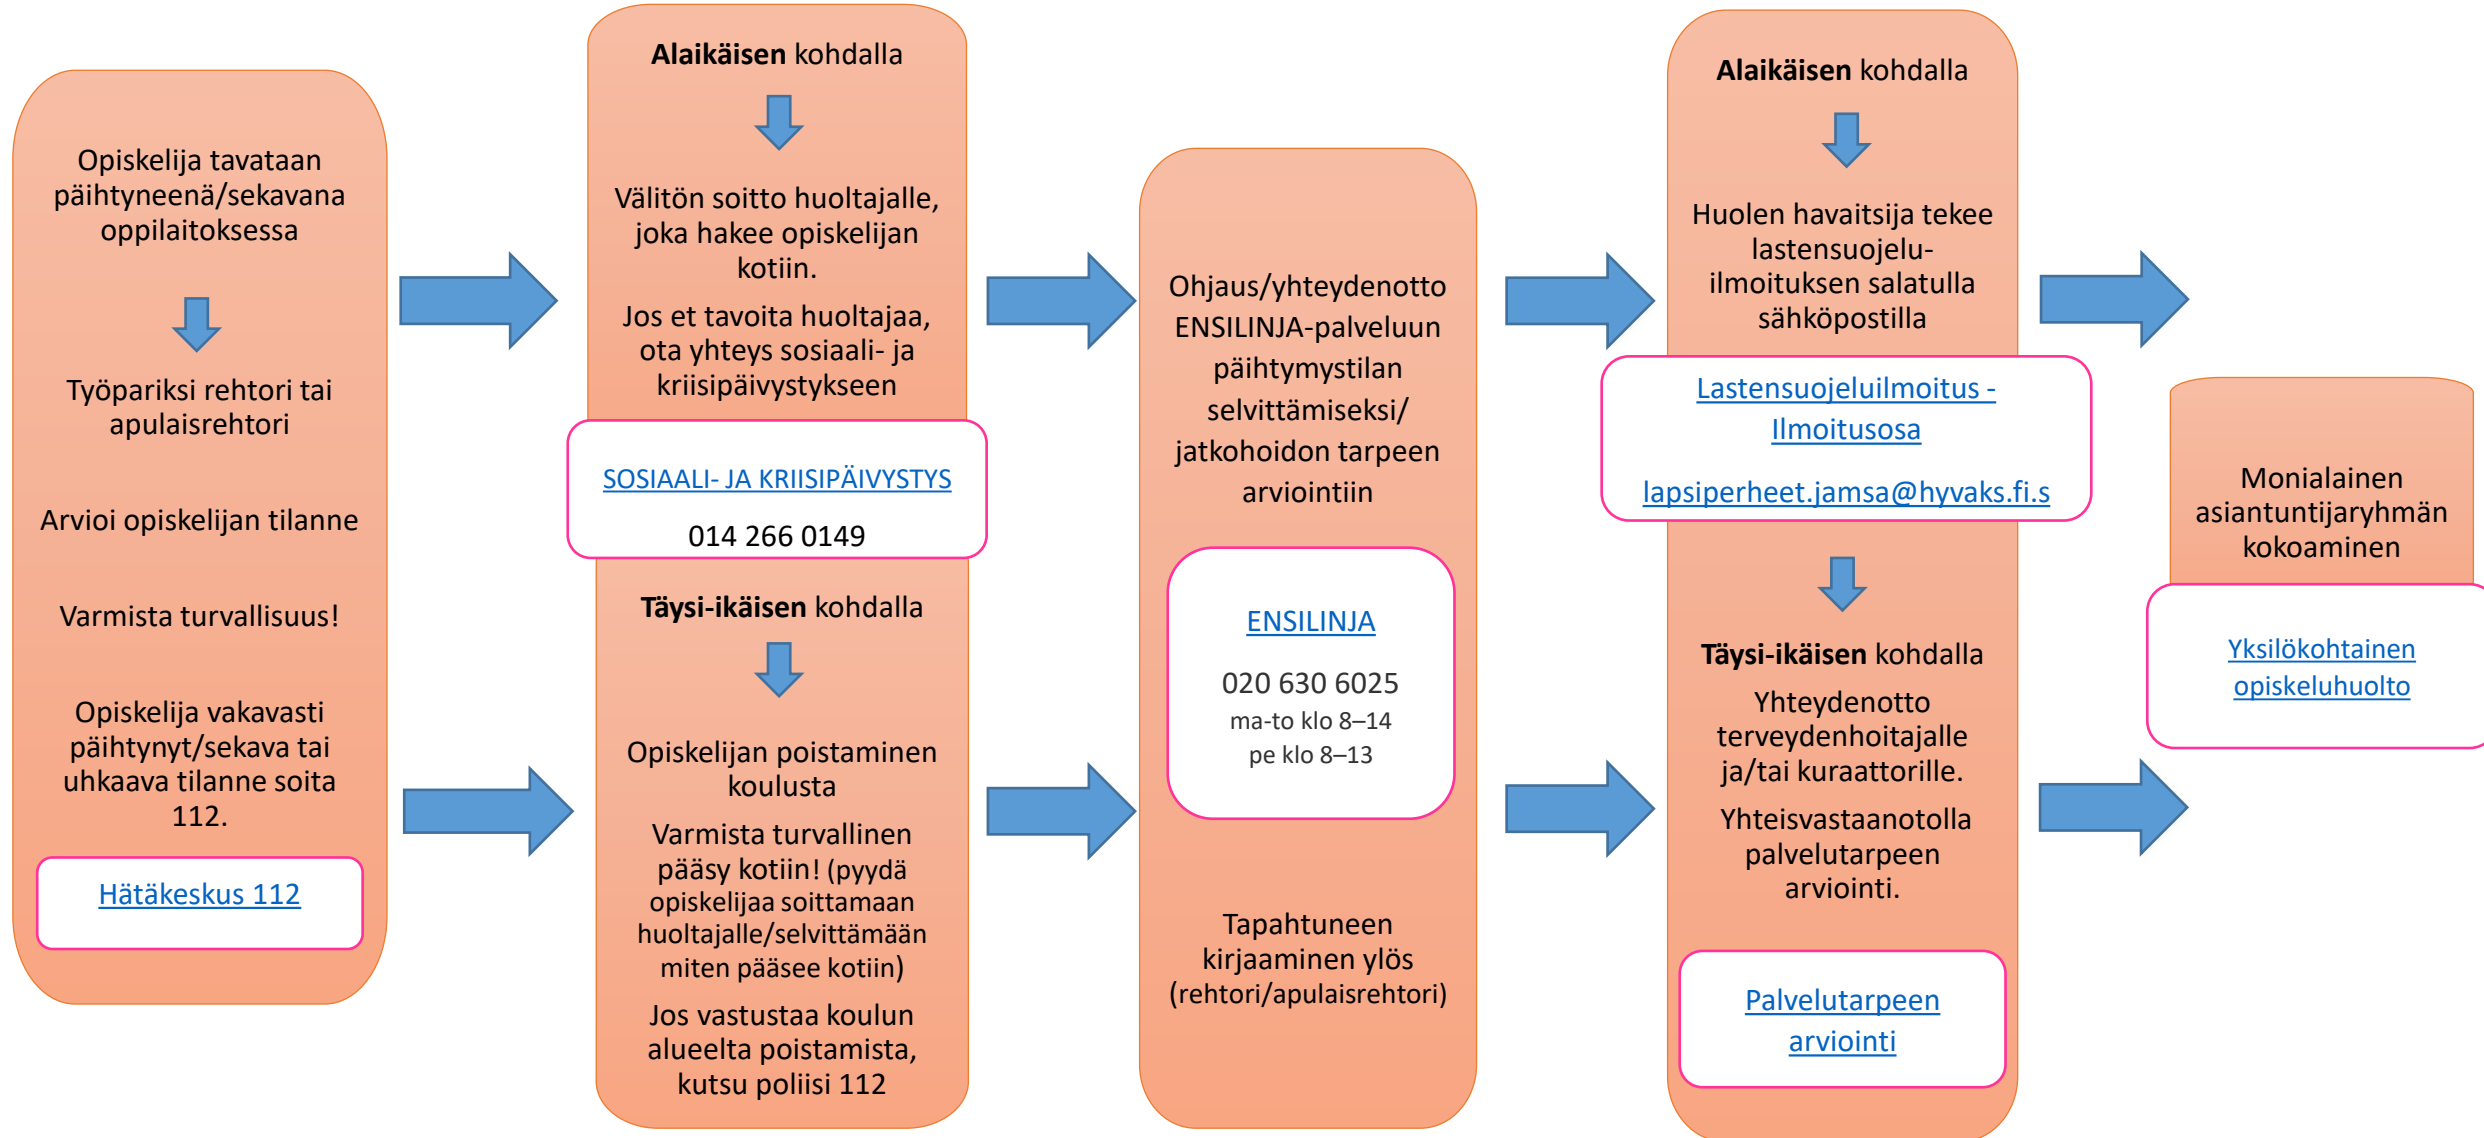 Opiskelija tavataan
päihtyneenä/sekavana
oppilaitoksessa
Työpariksi rehtori tai
apulaisrehtori
Arvioi opiskelijan tilanne
Varmista turvallisuus!
Opiskelija vakavasti
päihtynyt/sekava tai
uhkaava tilanne soita
112.
Hätäkeskus 112
Alaikäisen kohdalla
Välitön soitto huoltajalle,
joka hakee opiskelijan
kotiin.
Jos et tavoita huoltajaa,
ota yhteys sosiaali- ja
kriisipäivystykseen
SOSIAALI- JA KRIISIPÄIVYSTYS
014 266 0149
Täysi-ikäisen kohdalla
Opiskelijan poistaminen
koulusta
Varmista turvallinen
pääsy kotiin! (pyydä
opiskelijaa soittamaan
huoltajalle/selvittämään
miten pääsee kotiin)
Jos vastustaa koulun
alueelta poistamista,
kutsu poliisi 112
Ohjaus/yhteydenotto
ENSILINJA-palveluun
päihtymystilan
selvittämiseksi/
jatkohoidon tarpeen
arviointiin
ENSILINJA
020 630 6025
ma-to klo 8–14
pe klo 8–13
Tapahtuneen
kirjaaminen ylös
(rehtori/apulaisrehtori)
Alaikäisen kohdalla
Huolen havaitsija tekee
lastensuojelu-
ilmoituksen salatulla
sähköpostilla
Lastensuojeluilmoitus -
Ilmoitusosa
lapsiperheet.jamsa@hyvaks.fi.s
Täysi-ikäisen kohdalla
Yhteydenotto
terveydenhoitajalle
ja/tai kuraattorille.
Yhteisvastaanotolla
palvelutarpeen
arviointi.
Palvelutarpeen
arviointi
Monialainen
asiantuntijaryhmän
kokoaminen
Yksilökohtainen
opiskeluhuolto